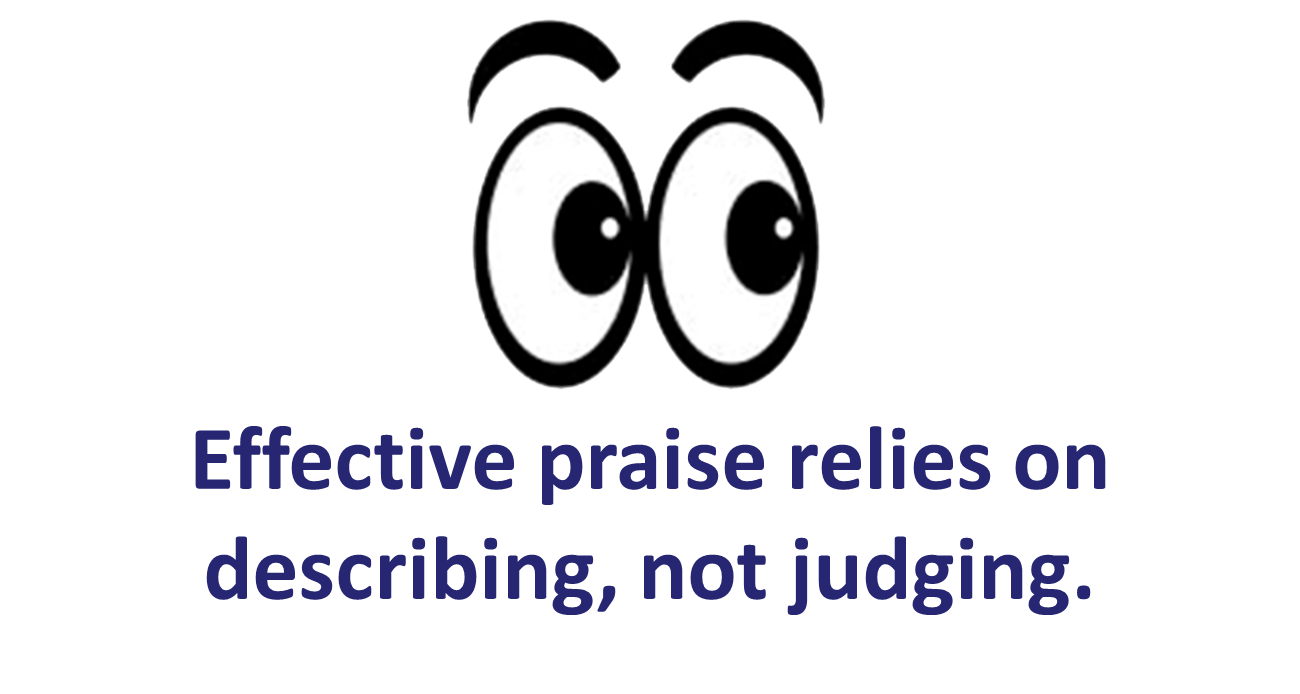 Effective praise relies on
describing, not judging.